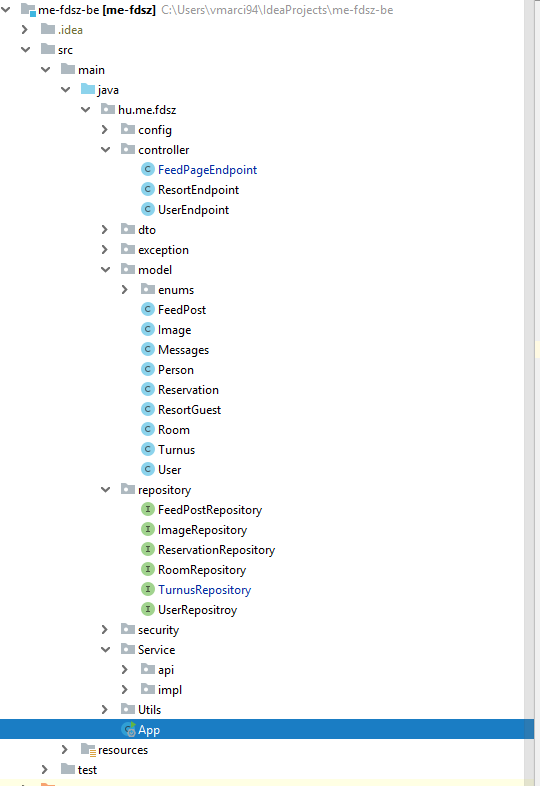 me-fdsz-be [me-fdsz] C:\Users\vmarci94\IdeaProjects\me-fdsz-be
.idea
src
main
java
hu.me.fdsz
config
controller
C FeedPageEndpoint
C ResortEndpoint
C UserEndpoint
dto
exception
model
enums
C FeedPost
C Image
C Messages
C Person
C Reservation
C ResortGuest
C Room
C Turnus
C User
repository
I FeedPostRepository
I ImageRepository
I ReservationRepository
I RoomRepository
I TurnusRepository
I UserRepositroy
security
Service
api
impl
Utils
App
resources
test